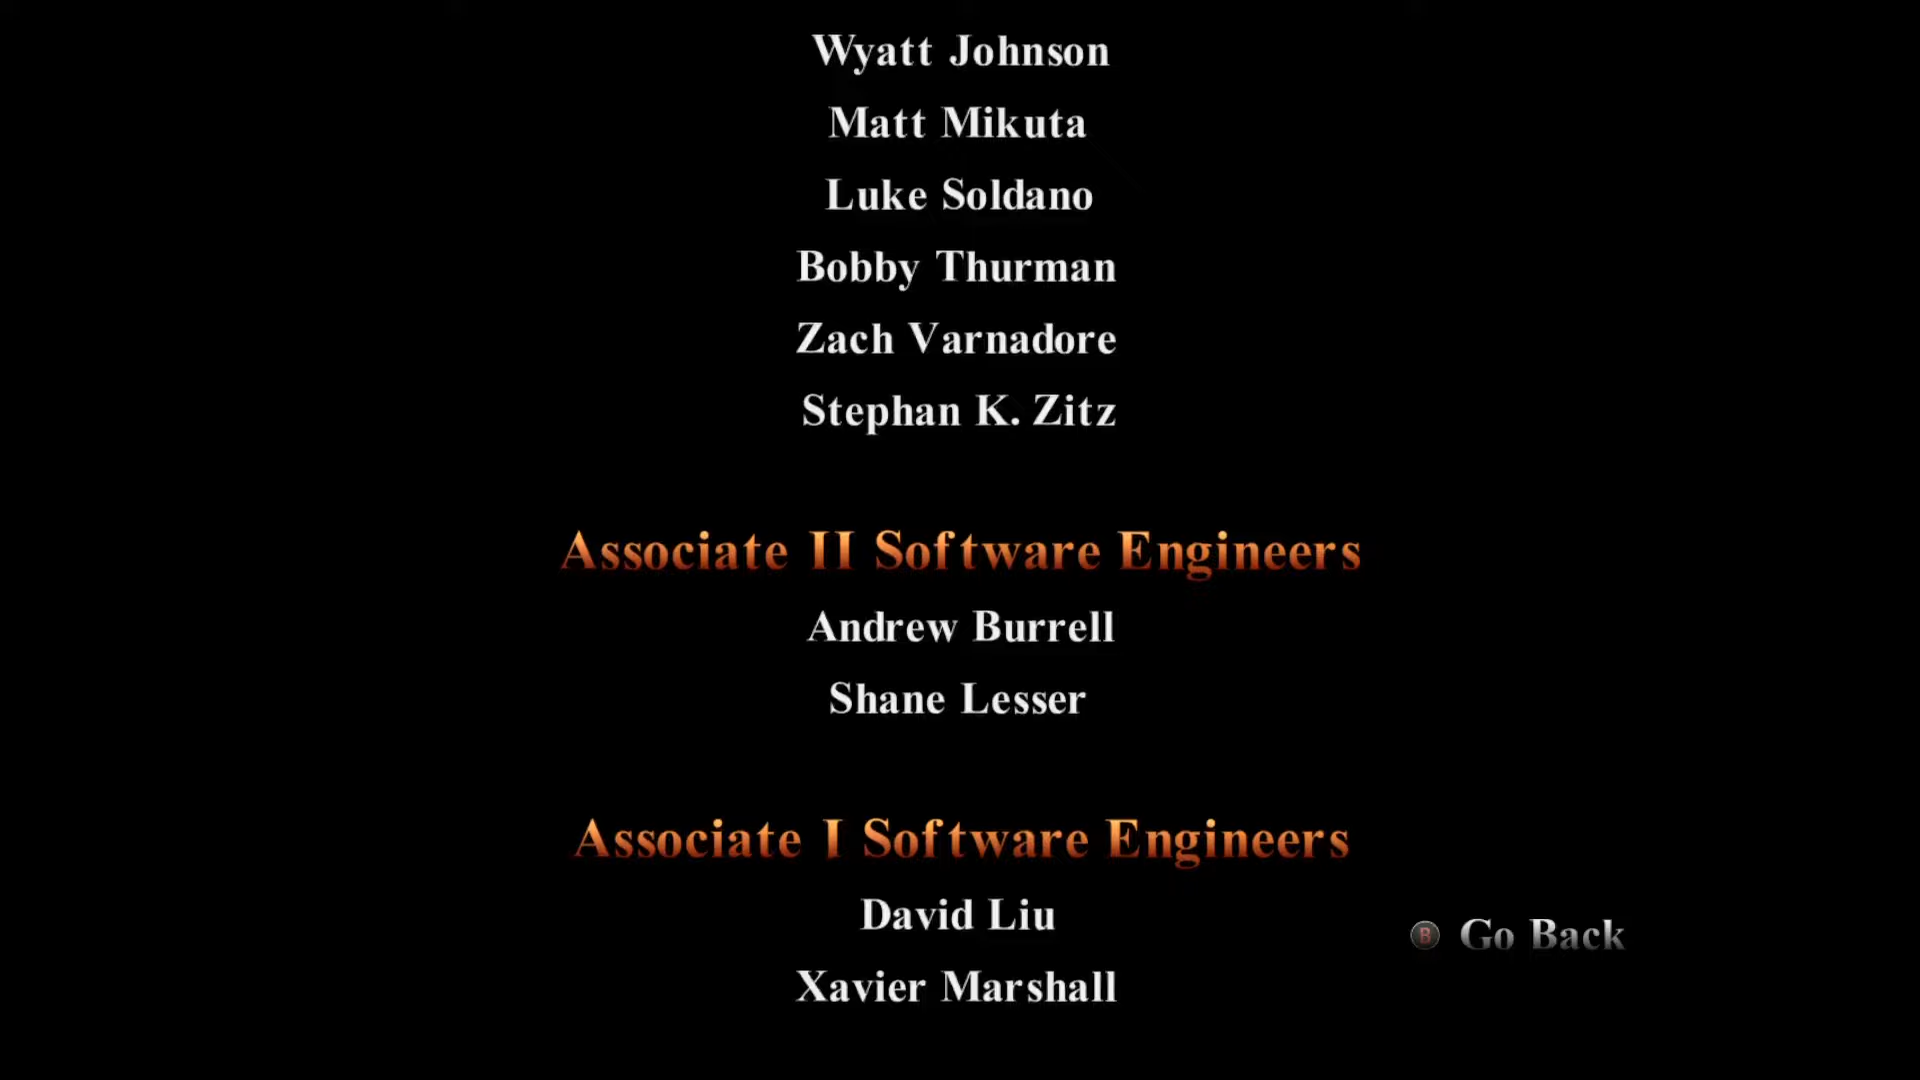 Wyatt Johnson
Matt Mikuta
Luke Soldano
Bobby Thurman
Zach Varnadore
Stephan K. Zitz
Associate II Software Engineers
Andrew Burrell
Shane Lesser
Associate I Software Engineers
David Liu
B Go Back
Xavier Marshall